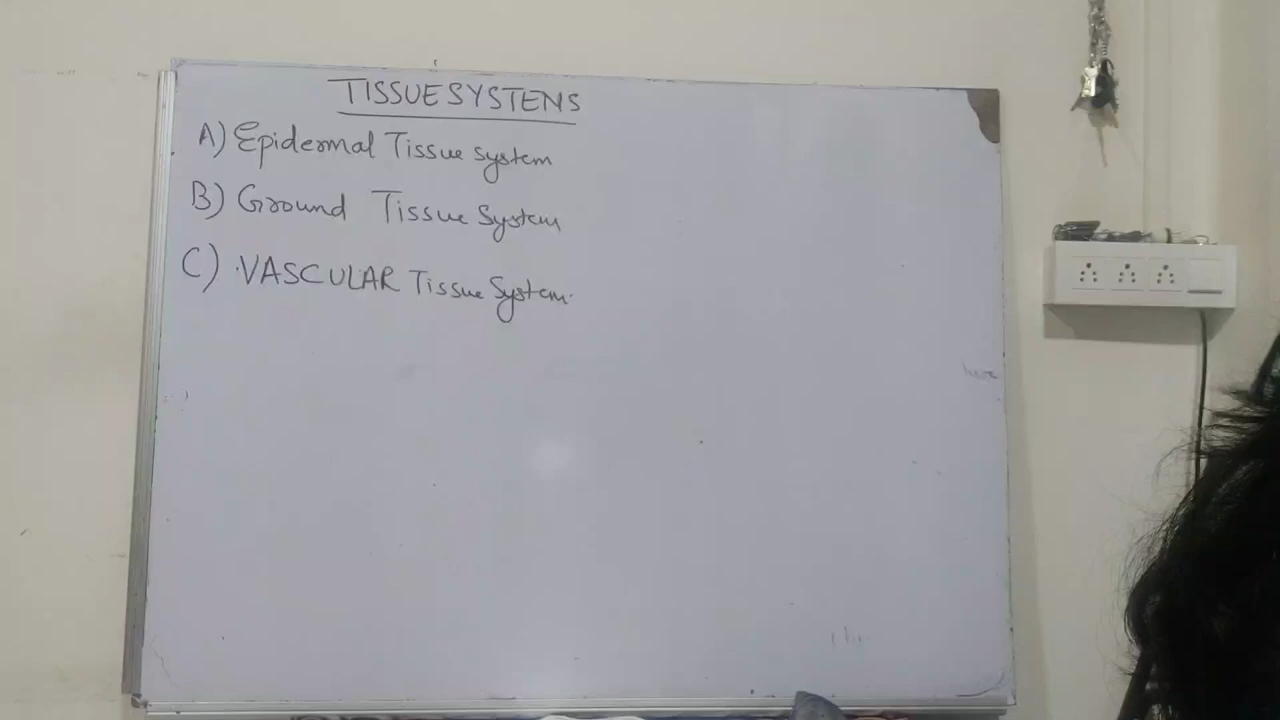 TISSUE SYSTENS
A) Epidermal Tissue system
B) Ground Tissue System
C) VASCULAR Tissue System.